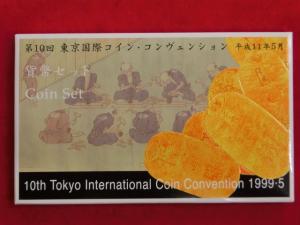 第10回 東京国際コイン・コンヴェンション 平成11年5月
貨幣セット
Coin Set
10th Tokyo International Coin Convention 1999·5